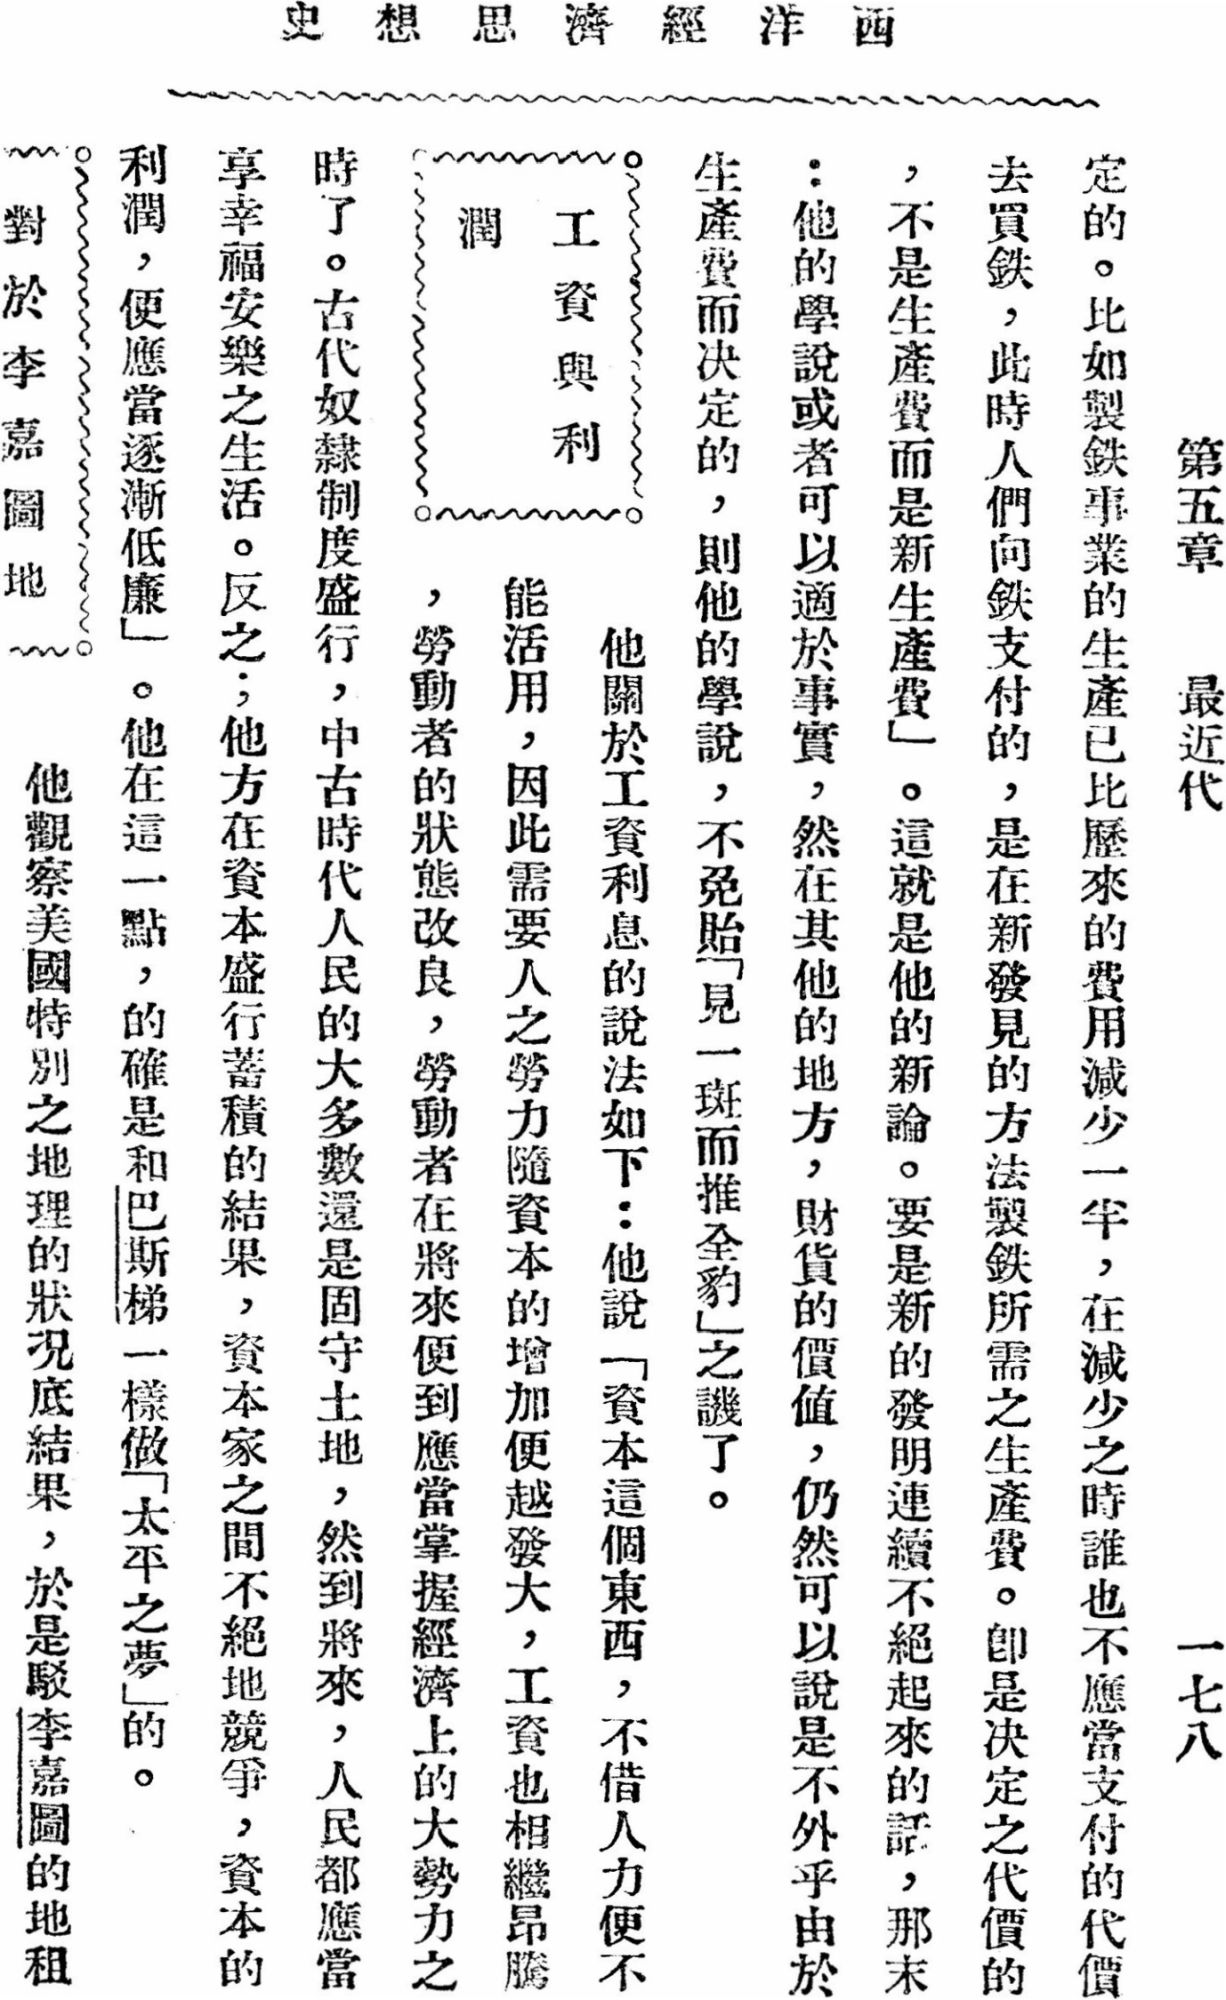 西洋經濟思想史
第五章　最近代　一七八
定的。比如製鉄事業的生產已比歷來的費用減少一半，在減少之時誰也不應當支付的代價
去買鉄，此時人們向鉄支付的，是在新發見的方法製鉄所需之生產費。卽是决定之代價的
，不是生產費而是新生產費」。這就是他的新論。要是新的發明連續不絕起來的話，那末
：他的學說或者可以適於事實，然在其他的地方，財貨的價值，仍然可以說是不外乎由於
生產費而决定的，則他的學說，不免貽「見一斑而推全豹」之譏了。
工資與利
潤
他關於工資利息的說法如下：他說「資本這個東西，不借人力便不
能活用，因此需要人之勞力隨資本的增加便越發大，工資也相繼昂騰
，勞動者的狀態改良，勞動者在將來便到應當掌握經濟上的大勢力之
時了。古代奴隸制度盛行，中古時代人民的大多數還是固守土地，然到將來，人民都應當
享幸福安樂之生活。反之；他方在資本盛行蓄積的結果，資本家之間不絕地競爭，資本的
利潤，便應當逐漸低廉」。他在這一點，的確是和巴斯梯一樣做「太平之夢」的。
對於李嘉圖地
他觀察美國特別之地理的狀況底結果，於是駁李嘉圖的地租